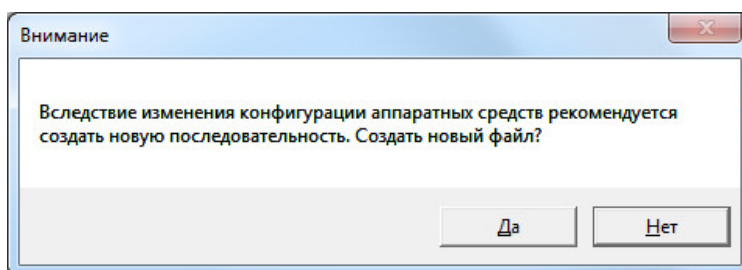 Внимание
Вследствие изменения конфигурации аппаратных средств рекомендуется
создать новую последовательность. Создать новый файл?
Да
Нет